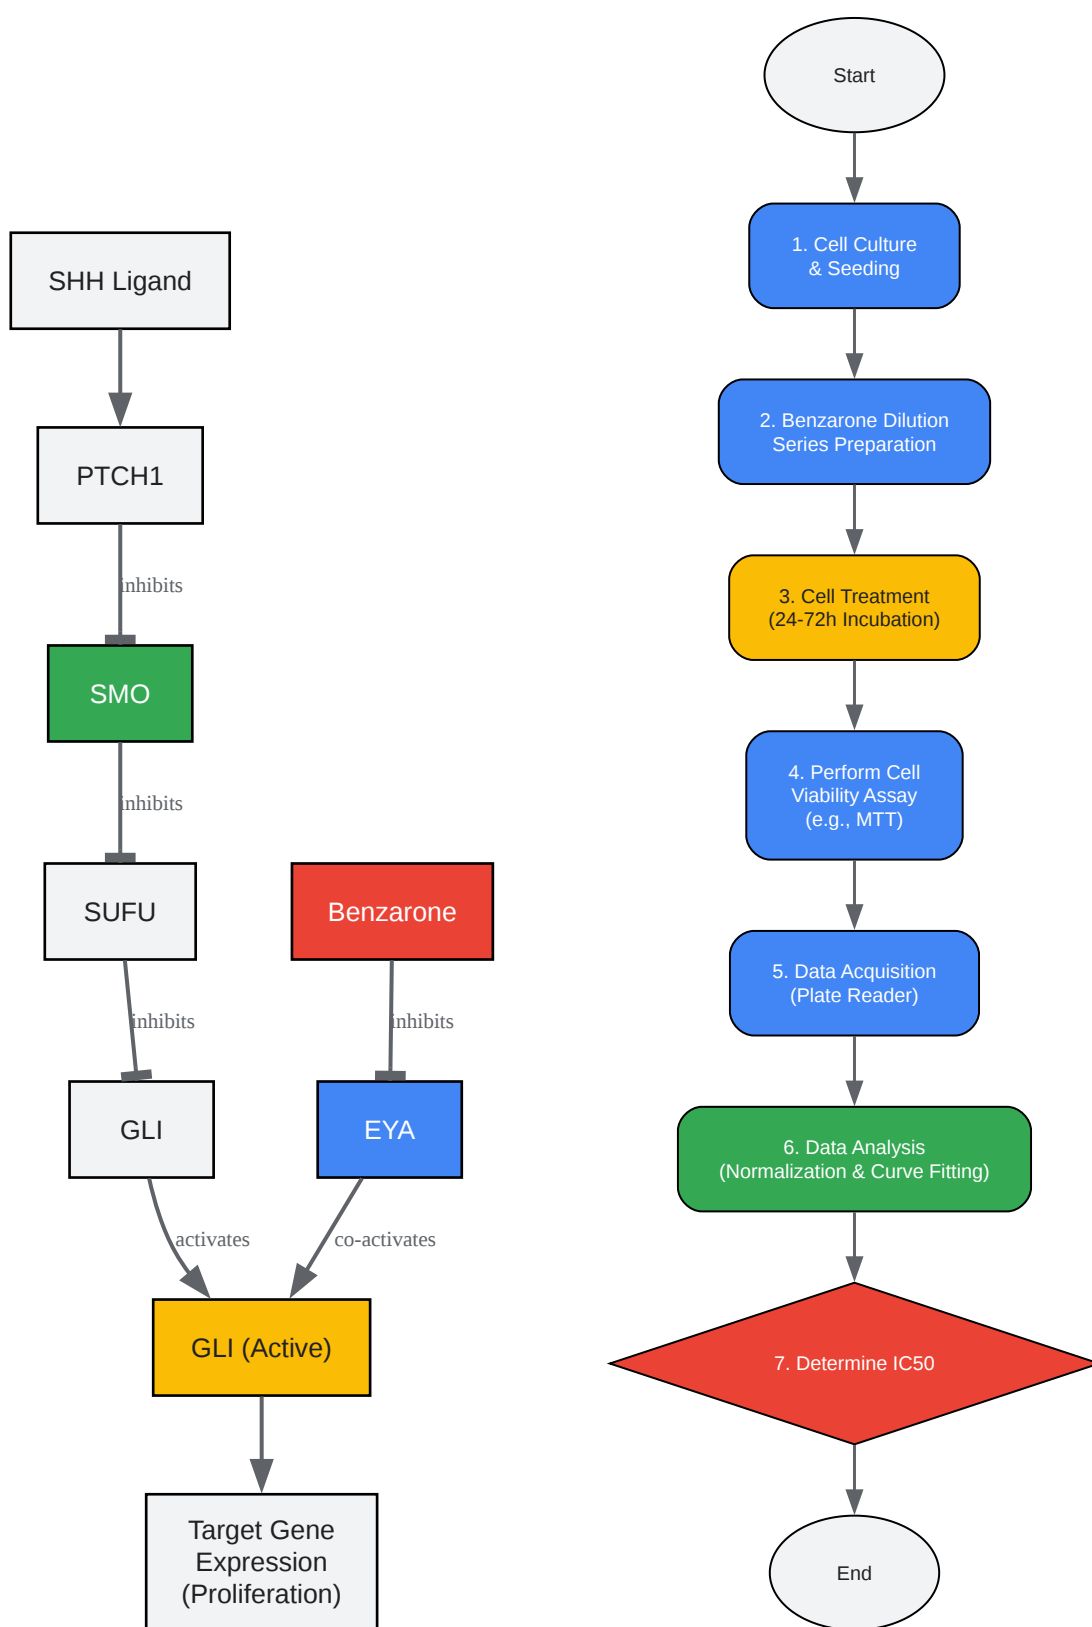 SHH Ligand
PTCH1
inhibits
SMO
inhibits
SUFU
Benzarone
inhibits
inhibits
GLI
EYA
activates
co-activates
GLI (Active)
Target Gene
Expression
(Proliferation)
Start
1. Cell Culture
& Seeding
2. Benzarone Dilution
Series Preparation
3. Cell Treatment
(24-72h Incubation)
4. Perform Cell
Viability Assay
(e.g., MTT)
5. Data Acquisition
(Plate Reader)
6. Data Analysis
(Normalization & Curve Fitting)
7. Determine IC50
End